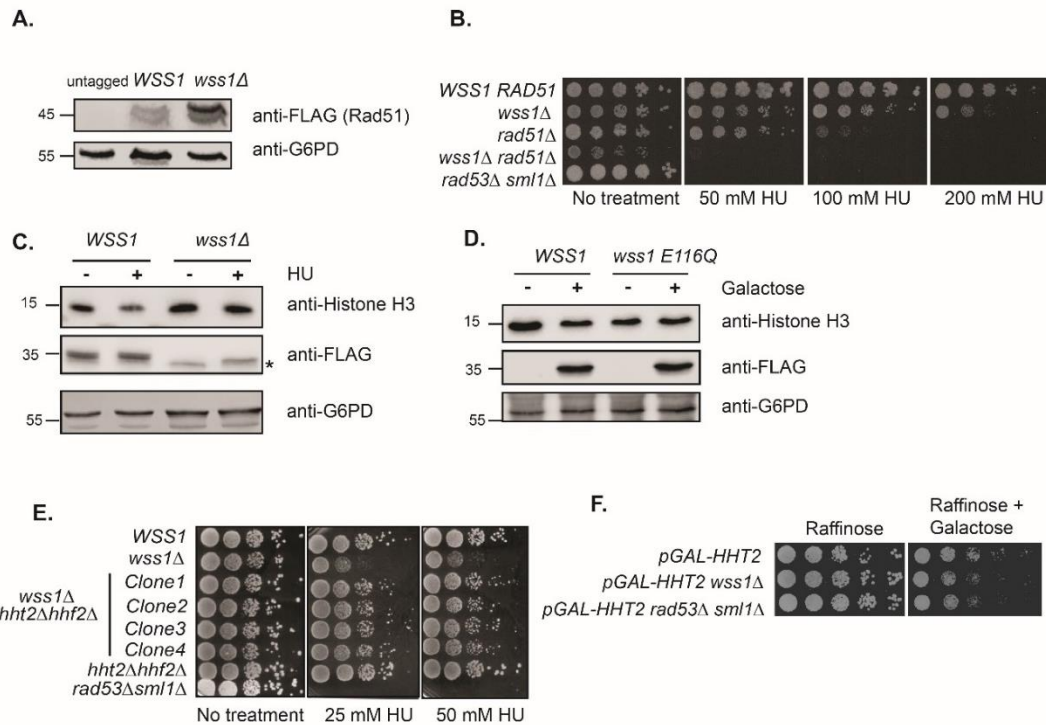 A.
untagged WSS1 wss1Δ
45
anti-FLAG (Rad51)
55
anti-G6PD
B.
WSS1 RAD51
wss1Δ
rad51Δ
wss1Δ rad51Δ
rad53Δ sml1Δ
No treatment 50 mM HU 100 mM HU 200 mM HU
C.
WSS1 wss1Δ
- + - + HU
15 anti-Histone H3
35 anti-FLAG
*
55 anti-G6PD
D.
WSS1 wss1 E116Q
- + - + Galactose
15 anti-Histone H3
35 anti-FLAG
55 anti-G6PD
E.
WSS1
wss1Δ
wss1Δ
hht2Δhhf2Δ
Clone1
Clone2
Clone3
Clone4
hht2Δhhf2Δ
rad53Δsml1Δ
No treatment 25 mM HU 50 mM HU
F.
Raffinose
Raffinose +
Galactose
pGAL-HHT2
pGAL-HHT2 wss1Δ
pGAL-HHT2 rad53Δ sml1Δ